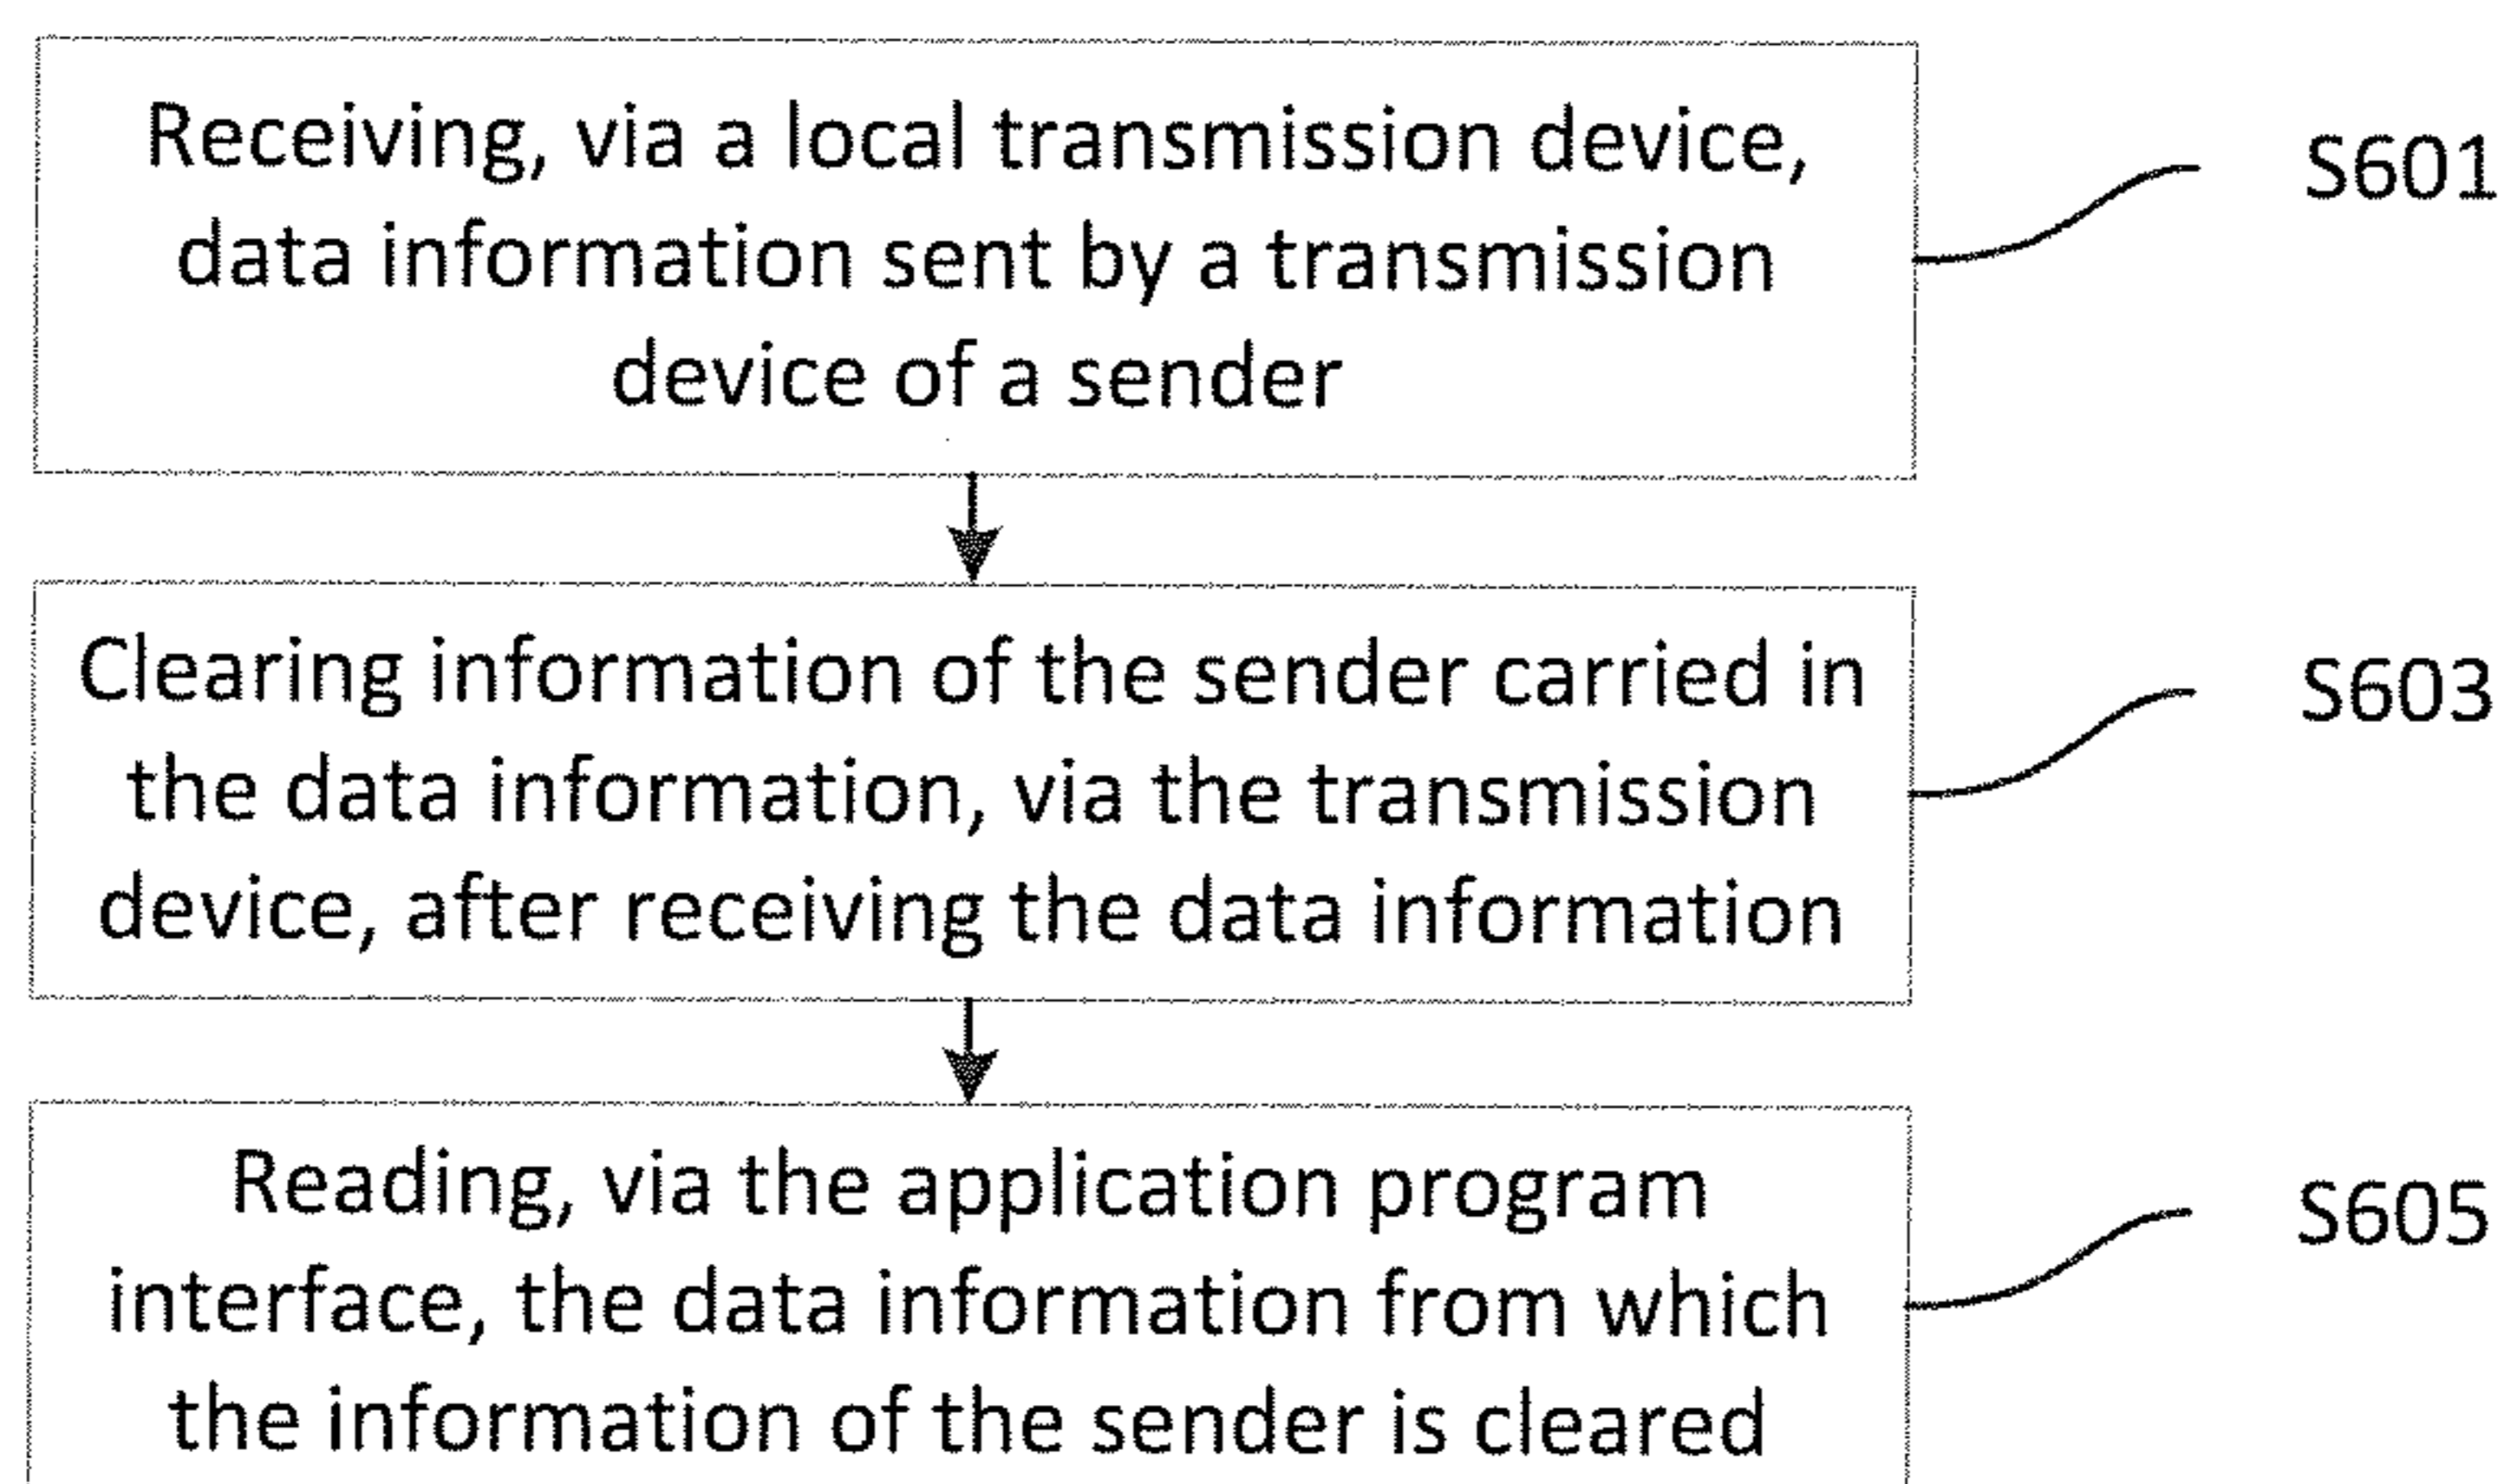 Receiving, via a local transmission device,
data information sent by a transmission
device of a sender
S601
Clearing information of the sender carried in
the data information, via the transmission
device, after receiving the data information
S603
Reading, via the application program
interface, the data information from which
the information of the sender is cleared
S605